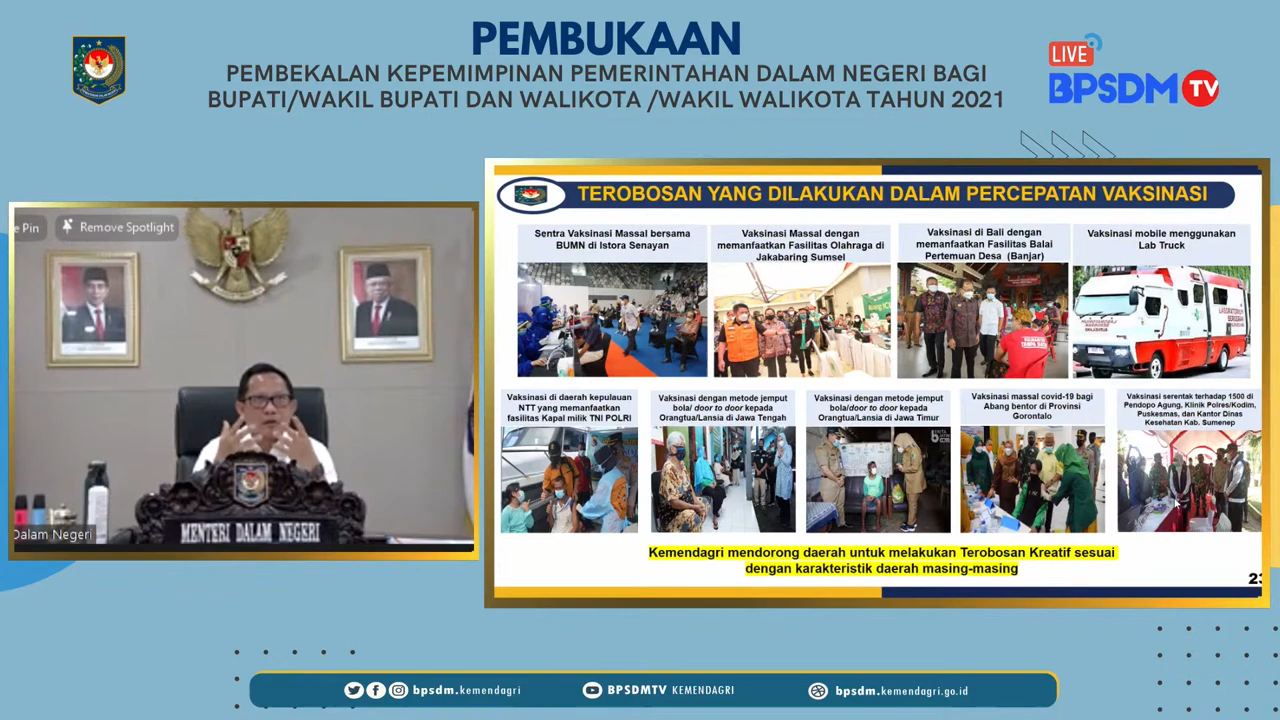 PEMBUKAAN
PEMBEKALAN KEPEMIMPINAN PEMERINTAHAN DALAM NEGERI BAGI
BUPATI/WAKIL BUPATI DAN WALIKOTA /WAKIL WALIKOTA TAHUN 2021
LIVE
BPSDM TV
e Pin
Remove Spotlight
MENTERI DALAM NEGERI
Dalam Negeri
TEROBOSAN YANG DILAKUKAN DALAM PERCEPATAN VAKSINASI
Sentra Vaksinasi Massal bersama
BUMN di Istora Senayan
Vaksinasi Massal dengan
memanfaatkan Fasilitas Olahraga di
Jakabaring Sumsel
Vaksinasi di Bali dengan
memanfaatkan Fasilitas Balai
Pertemuan Desa (Banjar)
Vaksinasi mobile menggunakan
Lab Truck
Vaksinasi di daerah kepulauan
NTT yang memanfaatkan
fasilitas Kapal milik TNI POLRI
Vaksinasi dengan metode jemput
bola/ door to door kepada
Orangtua/Lansia di Jawa Tengah
Vaksinasi dengan metode jemput
bola/door to door kepada
Orangtua/Lansia di Jawa Timur
Vaksinasi massal covid-19 bagi
Abang bentor di Provinsi
Gorontalo
Vaksinasi serentak terhadap 1500 di
Pendopo Agung, Klinik Polres/Kodim,
Puskesmas, dan Kantor Dinas
Kesehatan Kab. Sumenep
Kemendagri mendorong daerah untuk melakukan Terobosan Kreatif sesuai
dengan karakteristik daerah masing-masing
23
bpsdm.kemendagri
BPSDMTV KEMENDAGRI
bpsdm.kemendagri.go.id